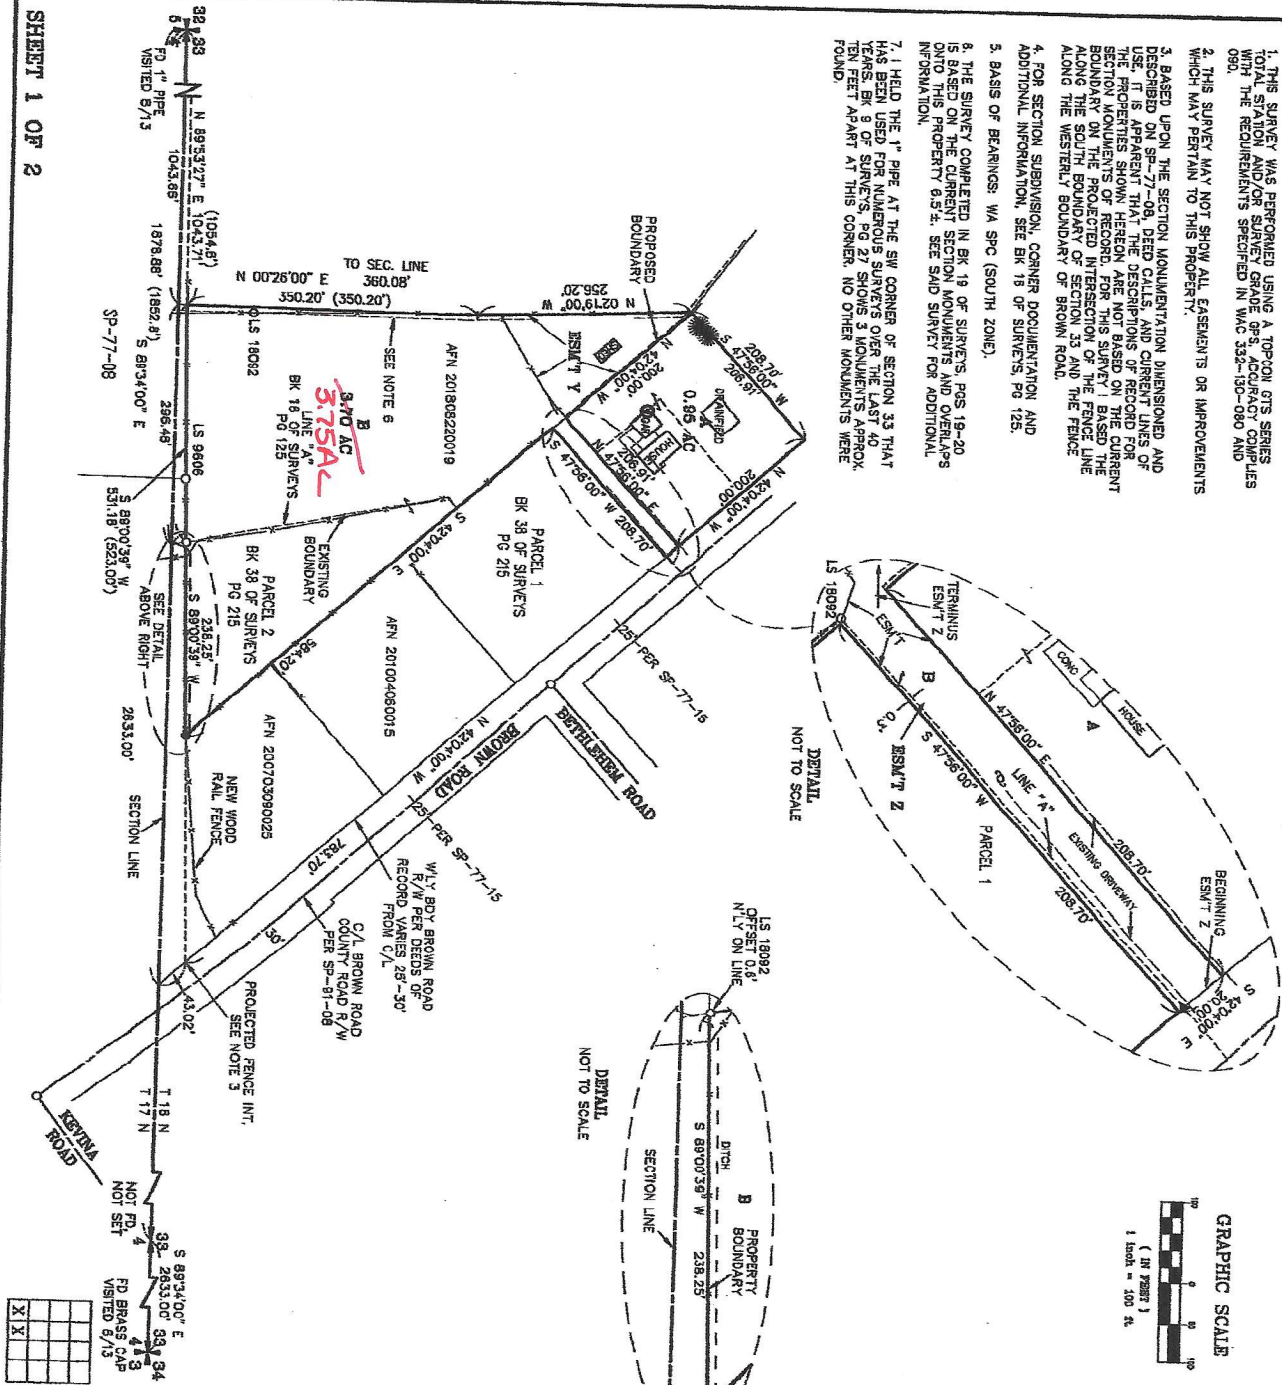 1. THIS SURVEY WAS PERFORMED USING A TOPCON GTS SERIES
TOTAL STATION AND/OR SURVEY GRADE GPS, ACCURACY COMPLIES
WITH THE REQUIREMENTS SPECIFIED IN WAC 332-130-080 AND
090.
2. THIS SURVEY MAY NOT SHOW ALL EASEMENTS OR IMPROVEMENTS
WHICH MAY PERTAIN TO THIS PROPERTY.
3. BASED UPON THE SECTION MONUMENTATION DIMENSIONED AND
DESCRIBED ON SP-77-08, DEED CALLS, AND CURRENT LINES OF
USE, IT IS APPARENT THAT THE DESCRIPTIONS OF RECORD FOR
THE PROPERTIES SHOWN HEREON ARE NOT BASED ON THE CURRENT
SECTION MONUMENTS OF RECORD. FOR THIS SURVEY I BASED THE
BOUNDARY ON THE PROJECTED INTERSECTION OF THE FENCE LINE
ALONG THE SOUTH BOUNDARY OF SECTION 33 AND THE FENCE
ALONG THE WESTERLY BOUNDARY OF BROWN ROAD.
4. FOR SECTION SUBDIVISION, CORNER DOCUMENTATION AND
ADDITIONAL INFORMATION, SEE BK 16 OF SURVEYS, PG 125.
5. BASIS OF BEARINGS: WA SPC (SOUTH ZONE).
6. THE SURVEY COMPLETED IN BK 19 OF SURVEYS, PGS 19-20
IS BASED ON THE CURRENT SECTION MONUMENTS AND OVERLAPS
ONTO THIS PROPERTY 6.5'±. SEE SAID SURVEY FOR ADDITIONAL
INFORMATION.
7. I HELD THE 1" PIPE AT THE SW CORNER OF SECTION 33 THAT
HAS BEEN USED FOR NUMEROUS SURVEYS OVER THE LAST 40
YEARS. BK 9 OF SURVEYS, PG 27 SHOWS 3 MONUMENTS APPROX.
TEN FEET APART AT THIS CORNER. NO OTHER MONUMENTS WERE
FOUND.
GRAPHIC SCALE
100 0 50 100
( IN FEET )
1 inch = 100 ft
TERMINUS
ESM'T Z
LS 18092
ESM'T
CONC
HOUSE
A
B
N 47°56'00" E
208.70'
LINE "A"
EXISTING DRIVEWAY
S 47°56'00" W
208.70'
ESM'T Z
PARCEL 1
BEGINNING
ESM'T Z
S 42°04'00" E
20.00'
DETAIL
NOT TO SCALE
LS 18092
OFFSET 0.6'
N'LY ON LINE
DITCH
B
PROPERTY
BOUNDARY
S 89°00'39" W
238.25'
SECTION LINE
DETAIL
NOT TO SCALE
PROPOSED
BOUNDARY
208.70'
S 47°56'00" W
206.91'
DRAINFIELD
A
0.95 AC
HOUSE
N 42°04'00" W
200.00'
N 42°04'00" W
200.00'
206.91'
N 47°56'00" E
S 47°56'00" W 208.70'
N 02°19'00" W
256.20'
ESM'T Y
TO SEC. LINE
360.08'
350.20' (350.20')
N 00°26'00" E
LS 18092
SEE NOTE 6
AFN 201808220019
B
3.70 AC
3.75 AC
LINE "A"
BK 16 OF SURVEYS
PG 125
EXISTING
BOUNDARY
PARCEL 1
BK 38 OF SURVEYS
PG 215
S 42°04'00" E
584.20'
AFN 201004060015
AFN 200703090025
PARCEL 2
BK 38 OF SURVEYS
PG 215
25'
PER SP-77-15
BETHLEHEM ROAD
BROWN ROAD
N 42°04'00" W
783.70'
25'
PER SP-77-15
W'LY BDY BROWN ROAD
R/W PER DEEDS OF
RECORD VARIES 25'-30'
FROM C/L
C/L BROWN ROAD
COUNTY ROAD R/W
PER SP-91-08
30'
NEW WOOD
RAIL FENCE
PROJECTED FENCE INT.
SEE NOTE 3
43.02'
KEVINA
ROAD
32 33
5 4
FD 1" PIPE
VISITED 8/13
(1054.6')
N 89°53'27" E 1043.71'
1043.66'
1878.88' (1852.8')
S 89°34'00" E
SP-77-08
LS 9606
296.46'
S 89°00'39" W
531.18' (523.00')
238.25'
S 89°00'39" W
SEE DETAIL
ABOVE RIGHT
2633.00'
SECTION LINE
T 18 N
T 17 N
NOT FD,
NOT SET
33
4
S 89°34'00" E
2633.00'
33 34
4 3
FD BRASS CAP
VISITED 6/13
X X
SHEET 1 OF 2